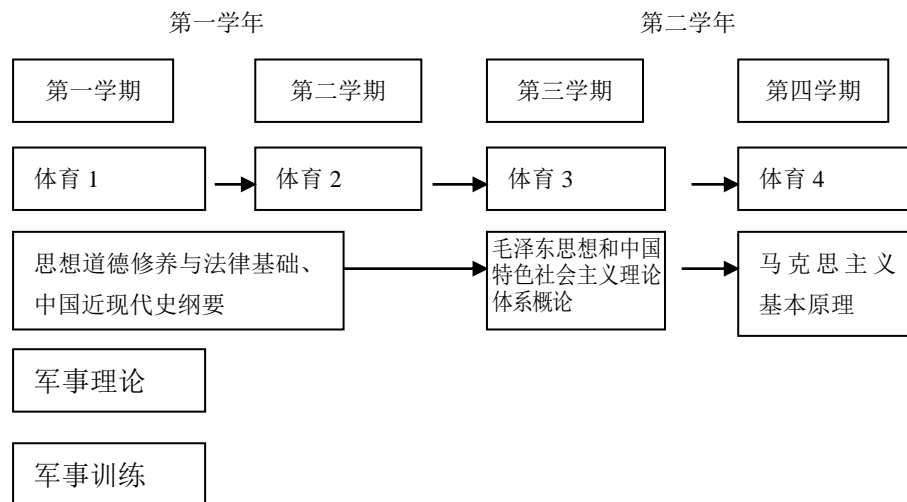 第一学年 第二学年
第一学期 第二学期 第三学期 第四学期
体育 1 体育 2 体育 3 体育 4
思想道德修养与法律基础、
中国近现代史纲要
毛泽东思想和中国
特色社会主义理论
体系概论
马克思主义
基本原理
军事理论
军事训练